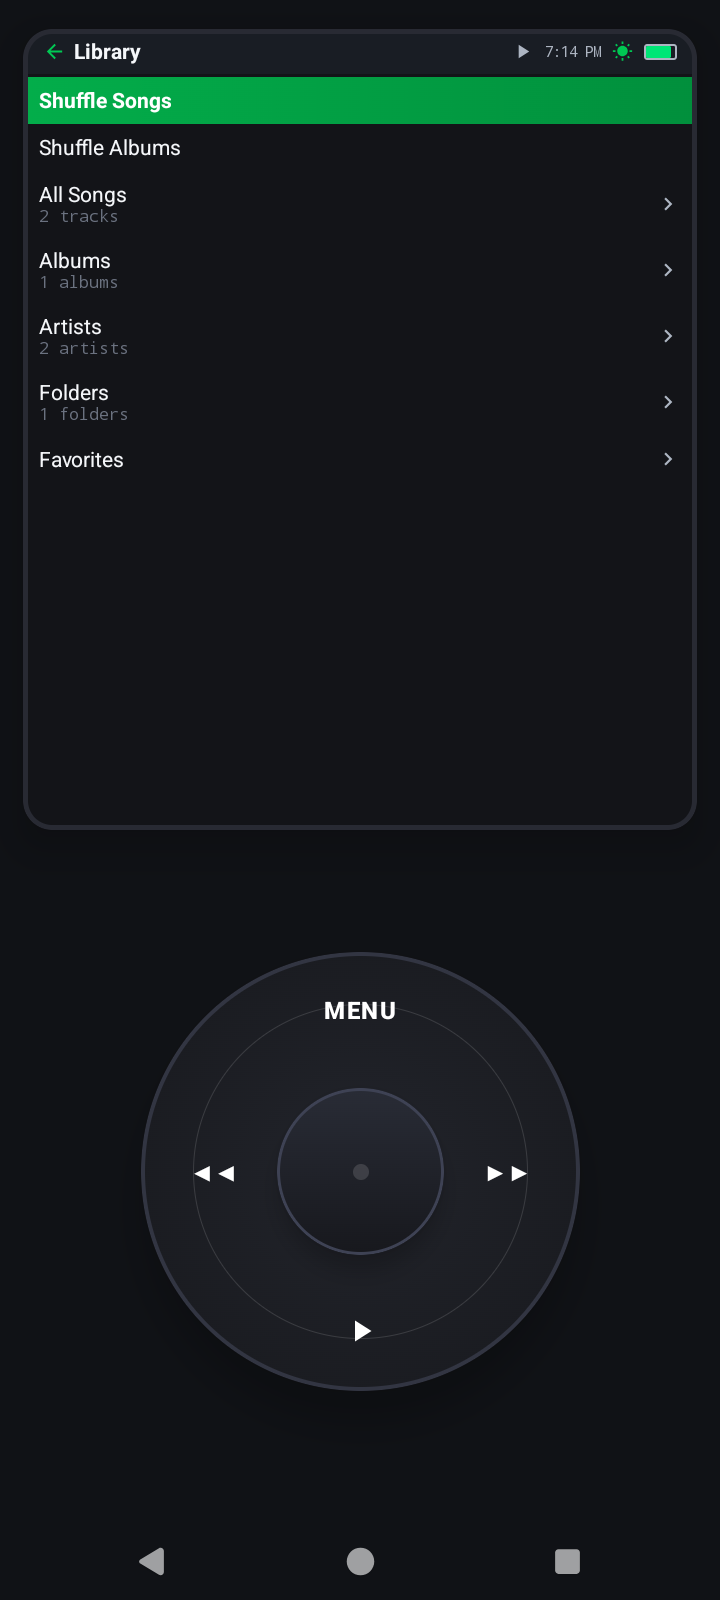 Library
7:14 PM
Shuffle Songs
Shuffle Albums
All Songs
2 tracks
Albums
1 albums
Artists
2 artists
Folders
1 folders
Favorites
MENU